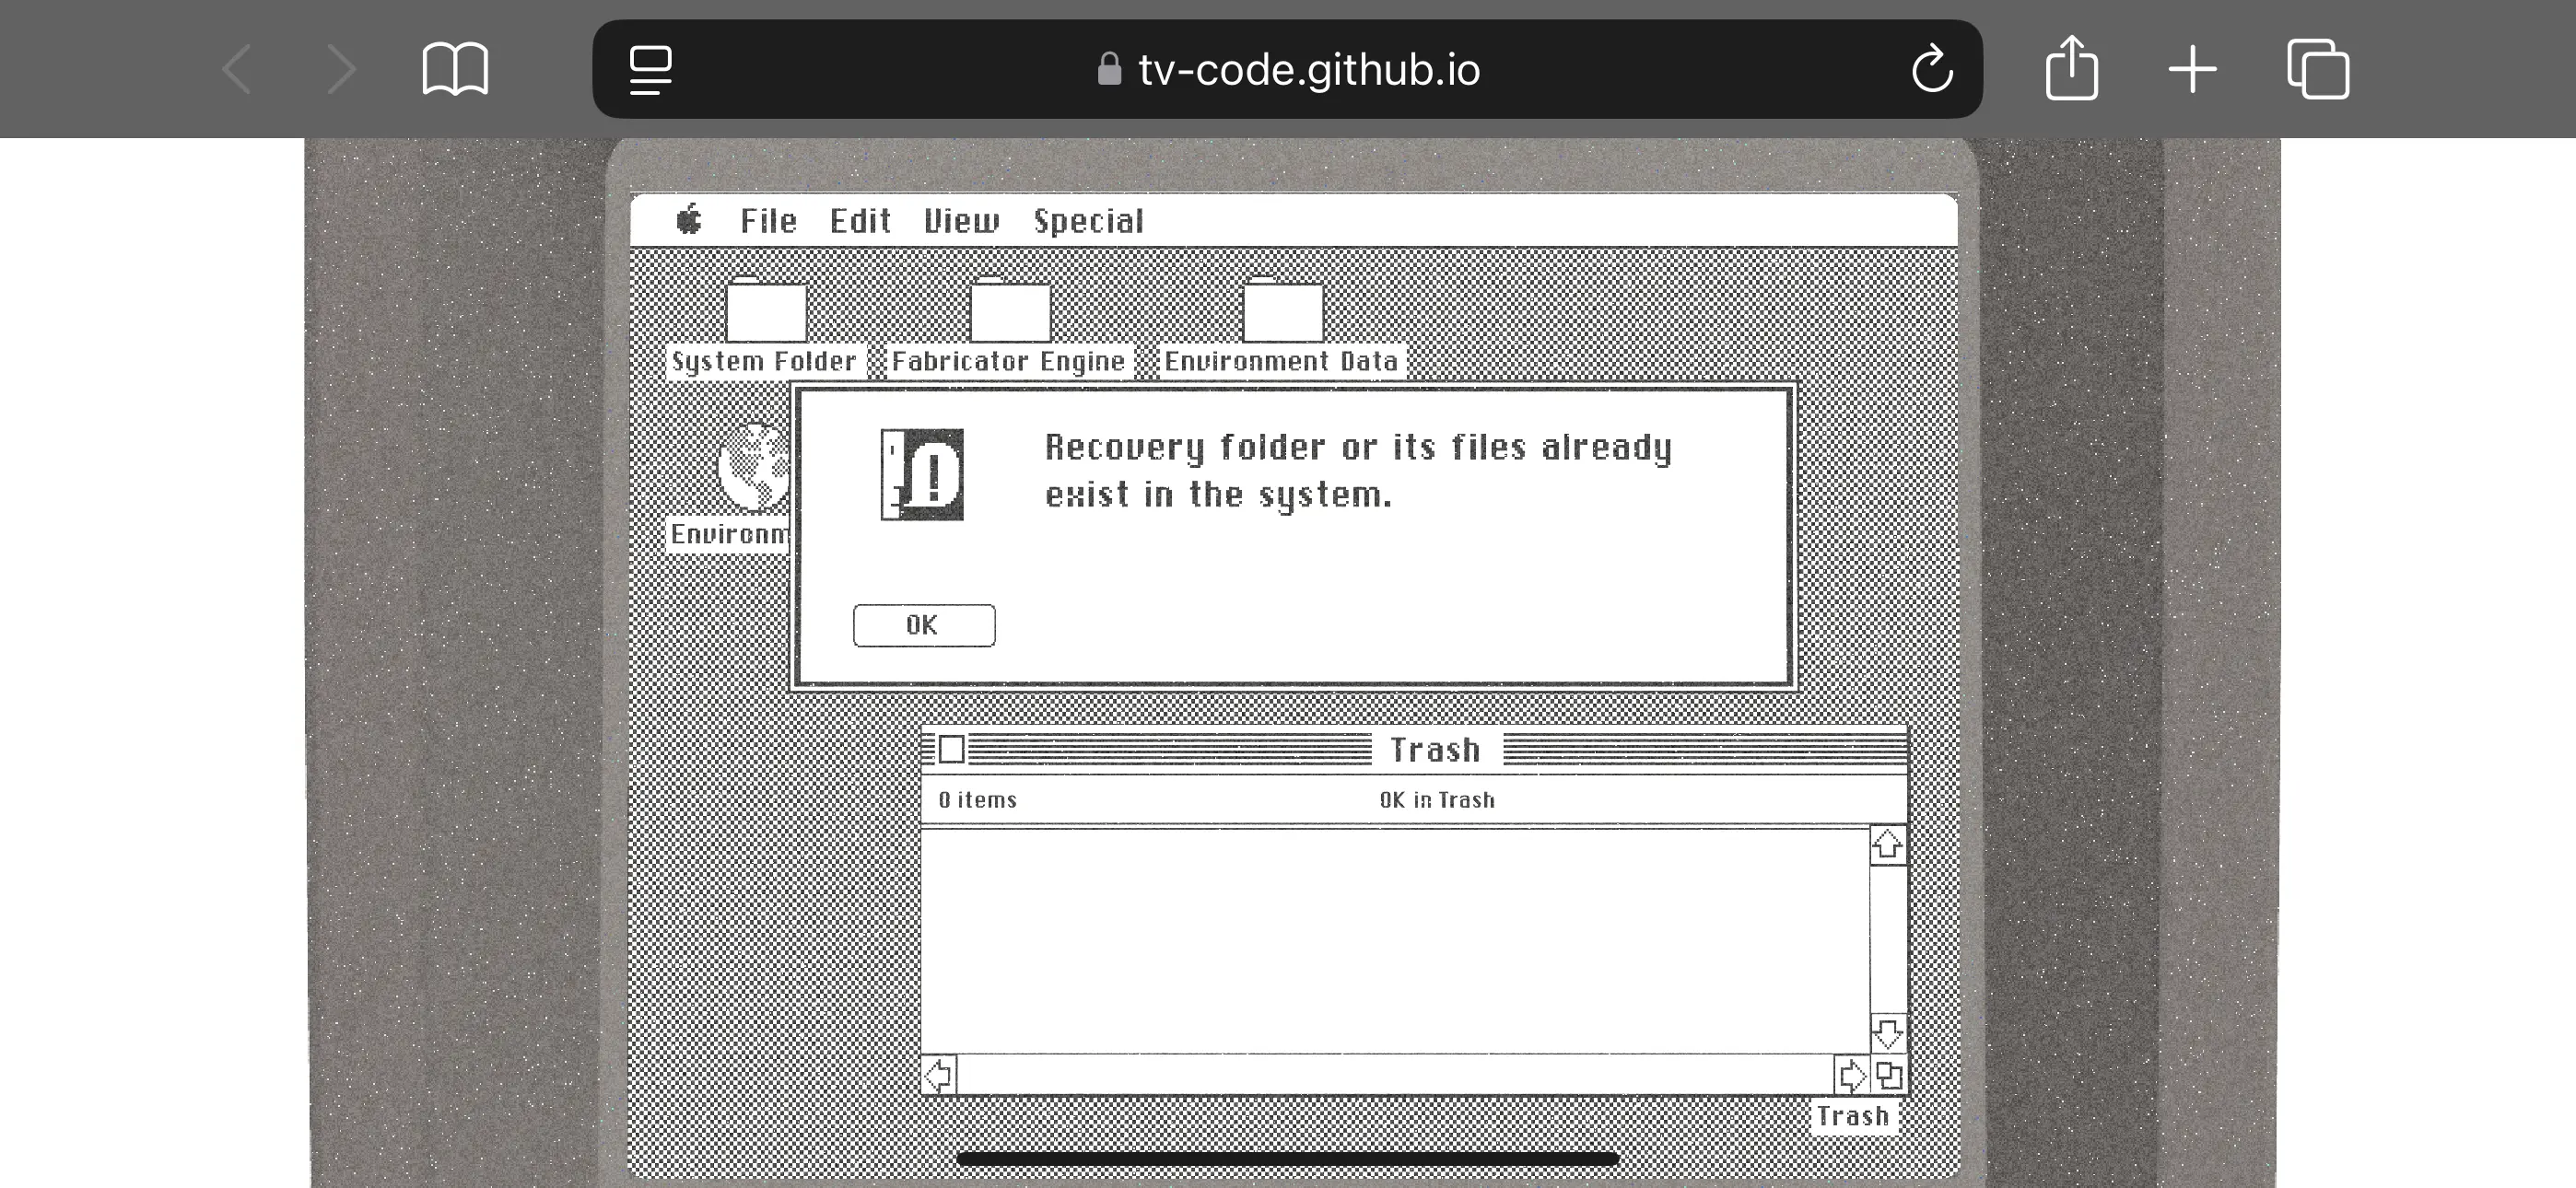 tv-code.github.io
File Edit View Special
System Folder Fabricator Engine Environment Data
Recovery folder or its files already
exist in the system.
Environm
OK
Trash
0 items 0K in Trash
Trash